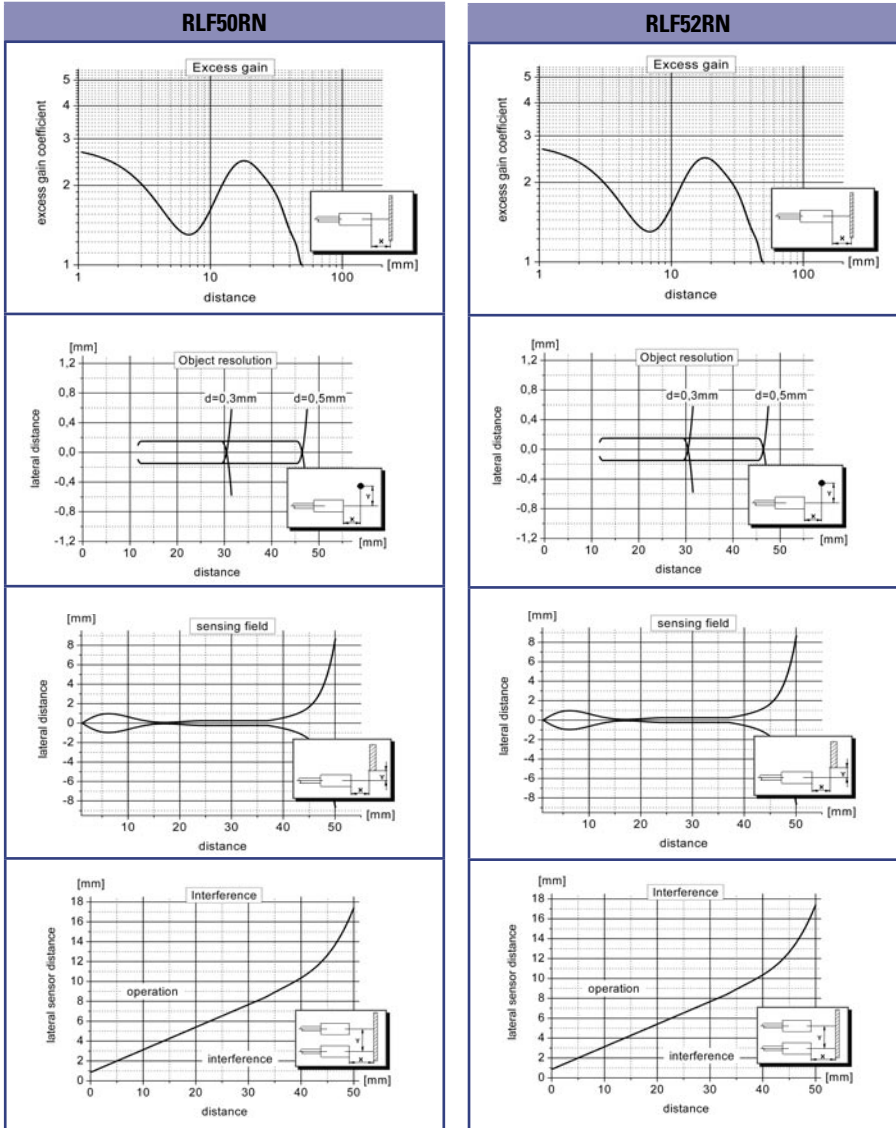 RLF50RN
Excess gain
excess gain coefficient
5
4
3
2
1
1 10 100 [mm]
distance
X
[mm]
Object resolution
lateral distance
1,2
0,8
0,4
0,0
-0,4
-0,8
-1,2
d=0,3mm d=0,5mm
Y
X
0 10 20 30 40 50 [mm]
distance
[mm]
sensing field
lateral distance
8
6
4
2
0
-2
-4
-6
-8
Y
X
10 20 30 40 50 [mm]
distance
[mm]
Interference
lateral sensor distance
18
16
14
12
10
8
6
4
2
0
operation
interference
Y
X
0 10 20 30 40 50 [mm]
distance
RLF52RN
Excess gain
excess gain coefficient
5
4
3
2
1
1 10 100 [mm]
distance
X
[mm]
Object resolution
lateral distance
1,2
0,8
0,4
0,0
-0,4
-0,8
-1,2
d=0,3mm d=0,5mm
Y
X
0 10 20 30 40 50 [mm]
distance
[mm]
sensing field
lateral distance
8
6
4
2
0
-2
-4
-6
-8
Y
X
10 20 30 40 50 [mm]
distance
[mm]
Interference
lateral sensor distance
18
16
14
12
10
8
6
4
2
0
operation
interference
Y
X
0 10 20 30 40 50 [mm]
distance